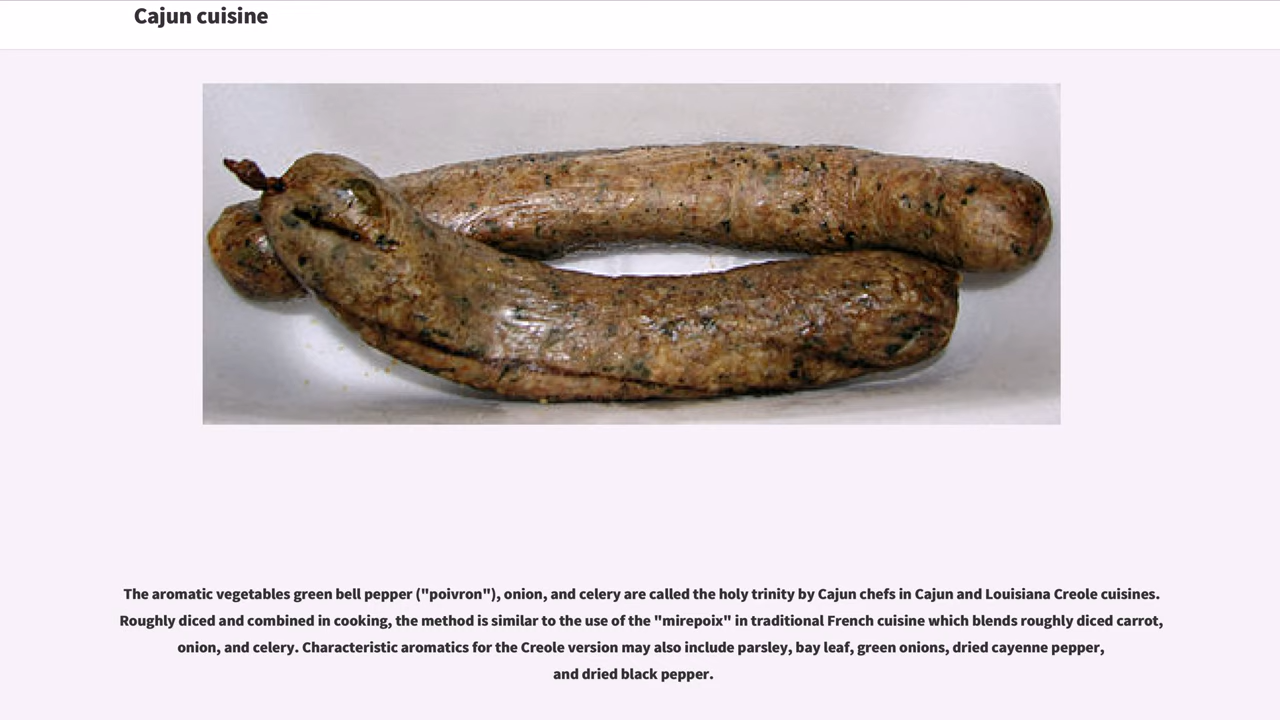 Cajun cuisine
The aromatic vegetables green bell pepper ("poivron"), onion, and celery are called the holy trinity by Cajun chefs in Cajun and Louisiana Creole cuisines.
Roughly diced and combined in cooking, the method is similar to the use of the "mirepoix" in traditional French cuisine which blends roughly diced carrot,
onion, and celery. Characteristic aromatics for the Creole version may also include parsley, bay leaf, green onions, dried cayenne pepper,
and dried black pepper.